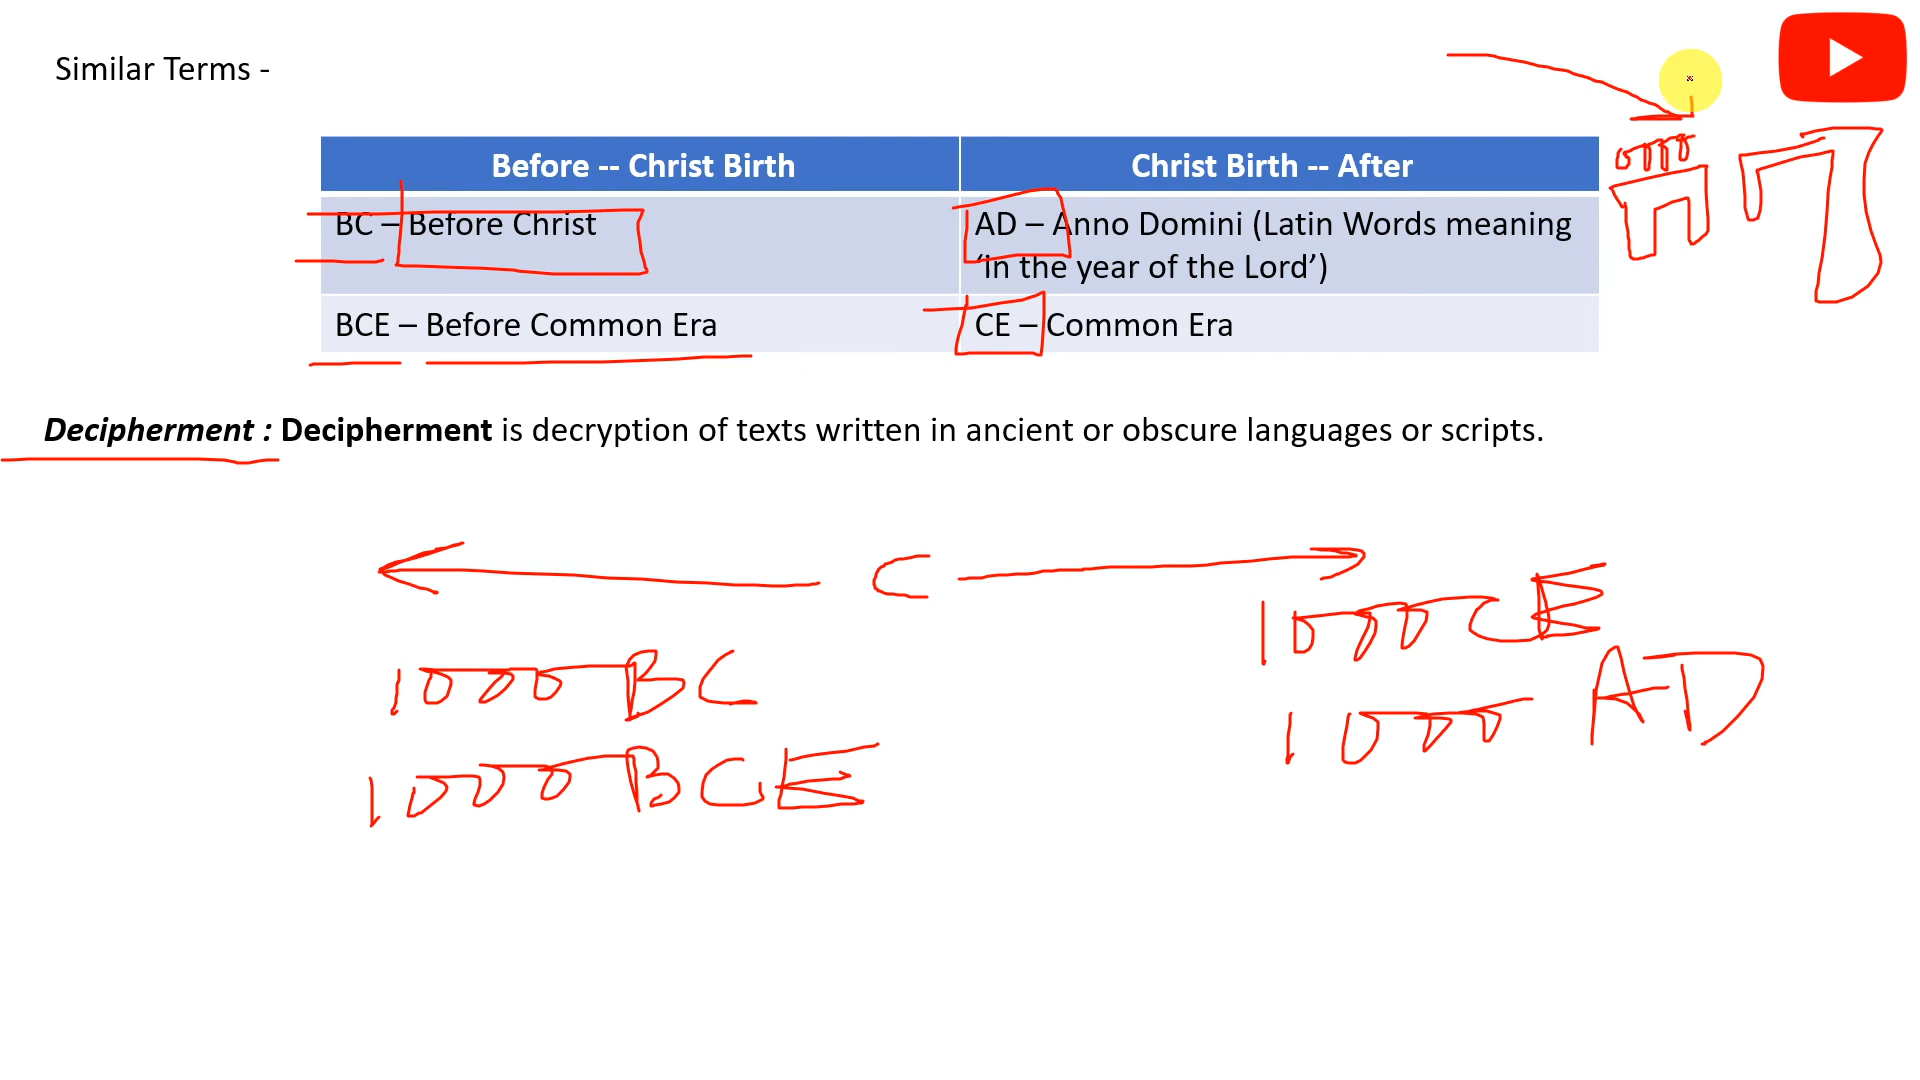 Similar Terms -
Before -- Christ Birth
Christ Birth -- After
BC – Before Christ
AD – Anno Domini (Latin Words meaning
‘in the year of the Lord’)
BCE – Before Common Era
CE – Common Era
Decipherment : Decipherment is decryption of texts written in ancient or obscure languages or scripts.
C
1000 CE
1000 BC
1000 AD
1000 BCE